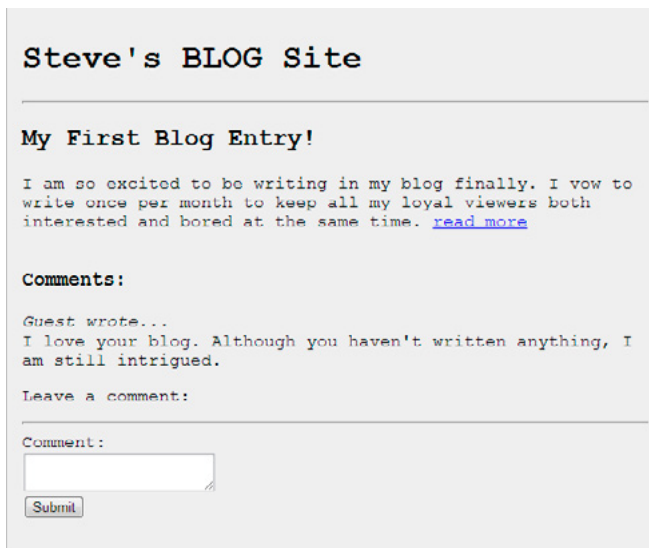 Steve's BLOG Site
My First Blog Entry!
I am so excited to be writing in my blog finally. I vow to
write once per month to keep all my loyal viewers both
interested and bored at the same time. read more
Comments:
Guest wrote...
I love your blog. Although you haven't written anything, I
am still intrigued.
Leave a comment:
Comment:
Submit